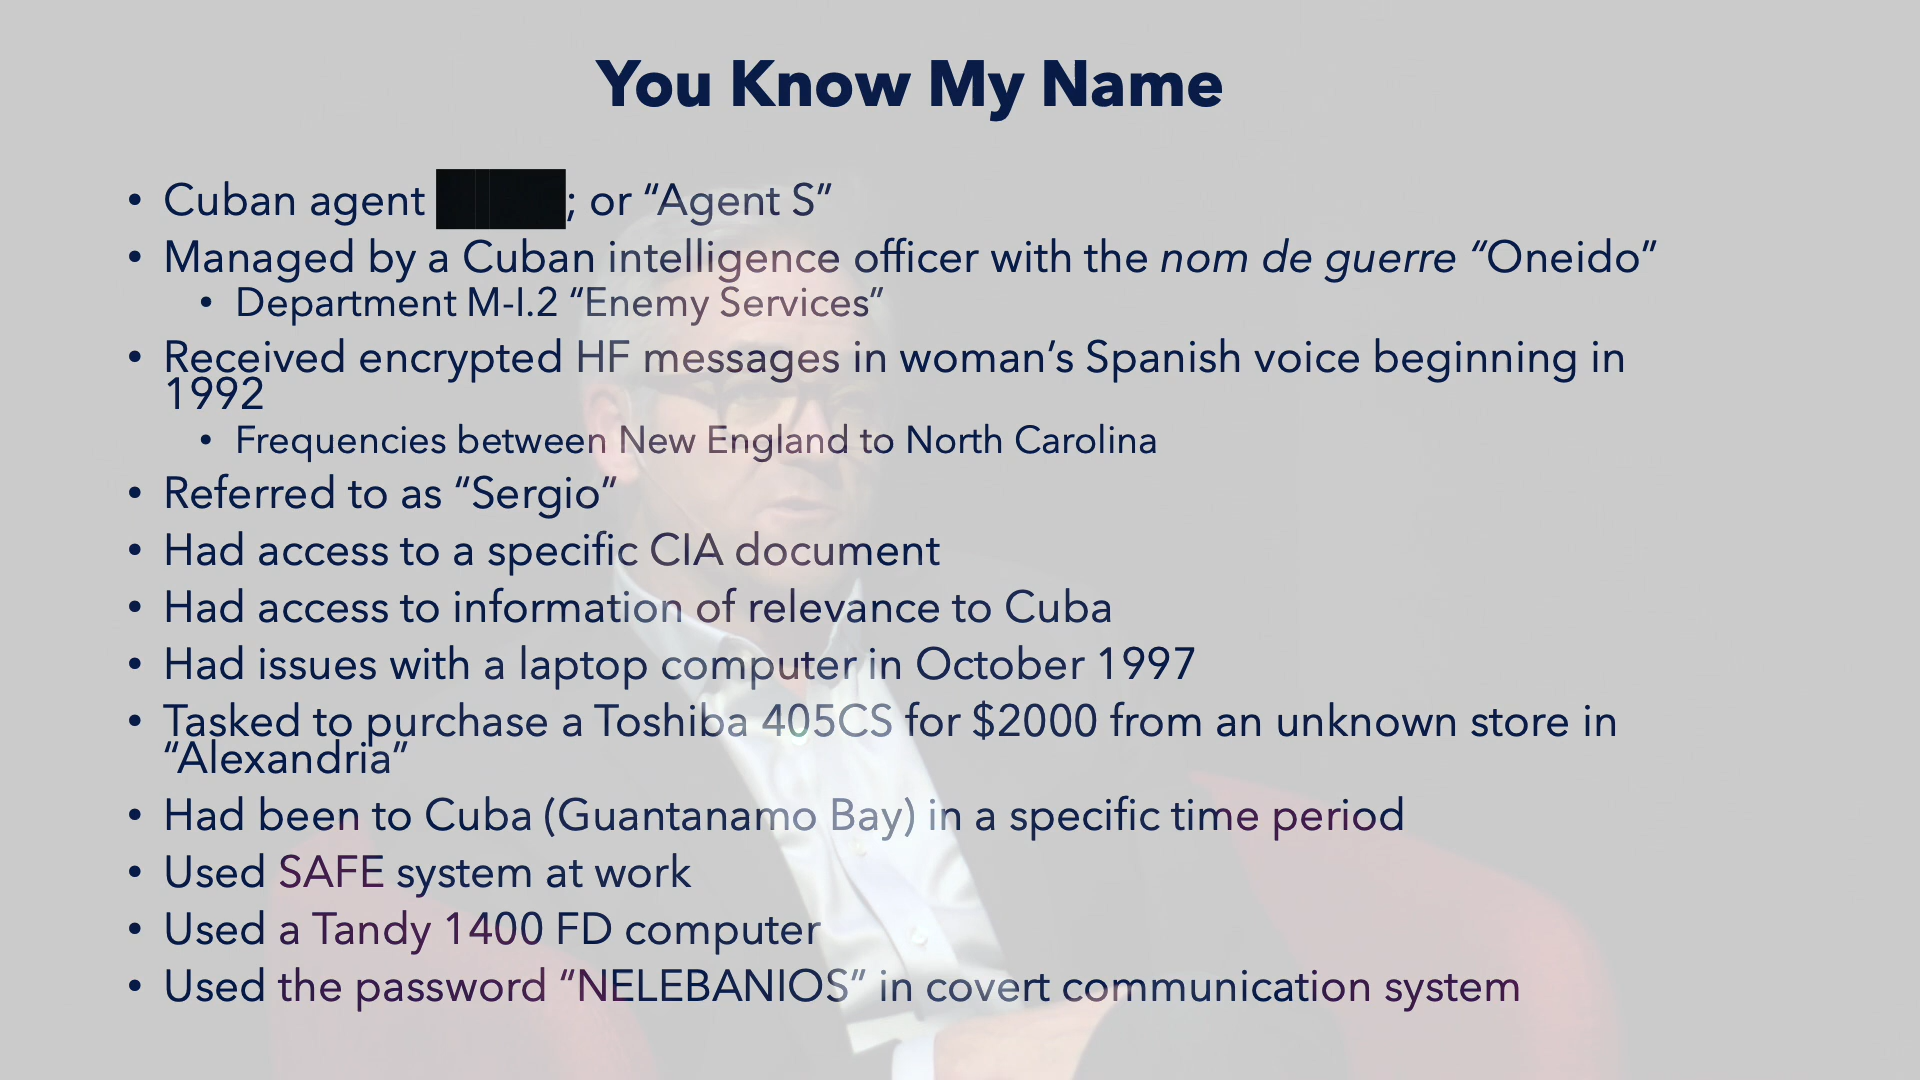 You Know My Name
• Cuban agent ; or “Agent S”
• Managed by a Cuban intelligence officer with the nom de guerre “Oneido”
• Department M-I.2 “Enemy Services”
• Received encrypted HF messages in woman’s Spanish voice beginning in
1992
• Frequencies between New England to North Carolina
• Referred to as “Sergio”
• Had access to a specific CIA document
• Had access to information of relevance to Cuba
• Had issues with a laptop computer in October 1997
• Tasked to purchase a Toshiba 405CS for $2000 from an unknown store in
“Alexandria”
• Had been to Cuba (Guantanamo Bay) in a specific time period
• Used SAFE system at work
• Used a Tandy 1400 FD computer
• Used the password “NELEBANIOS” in covert communication system